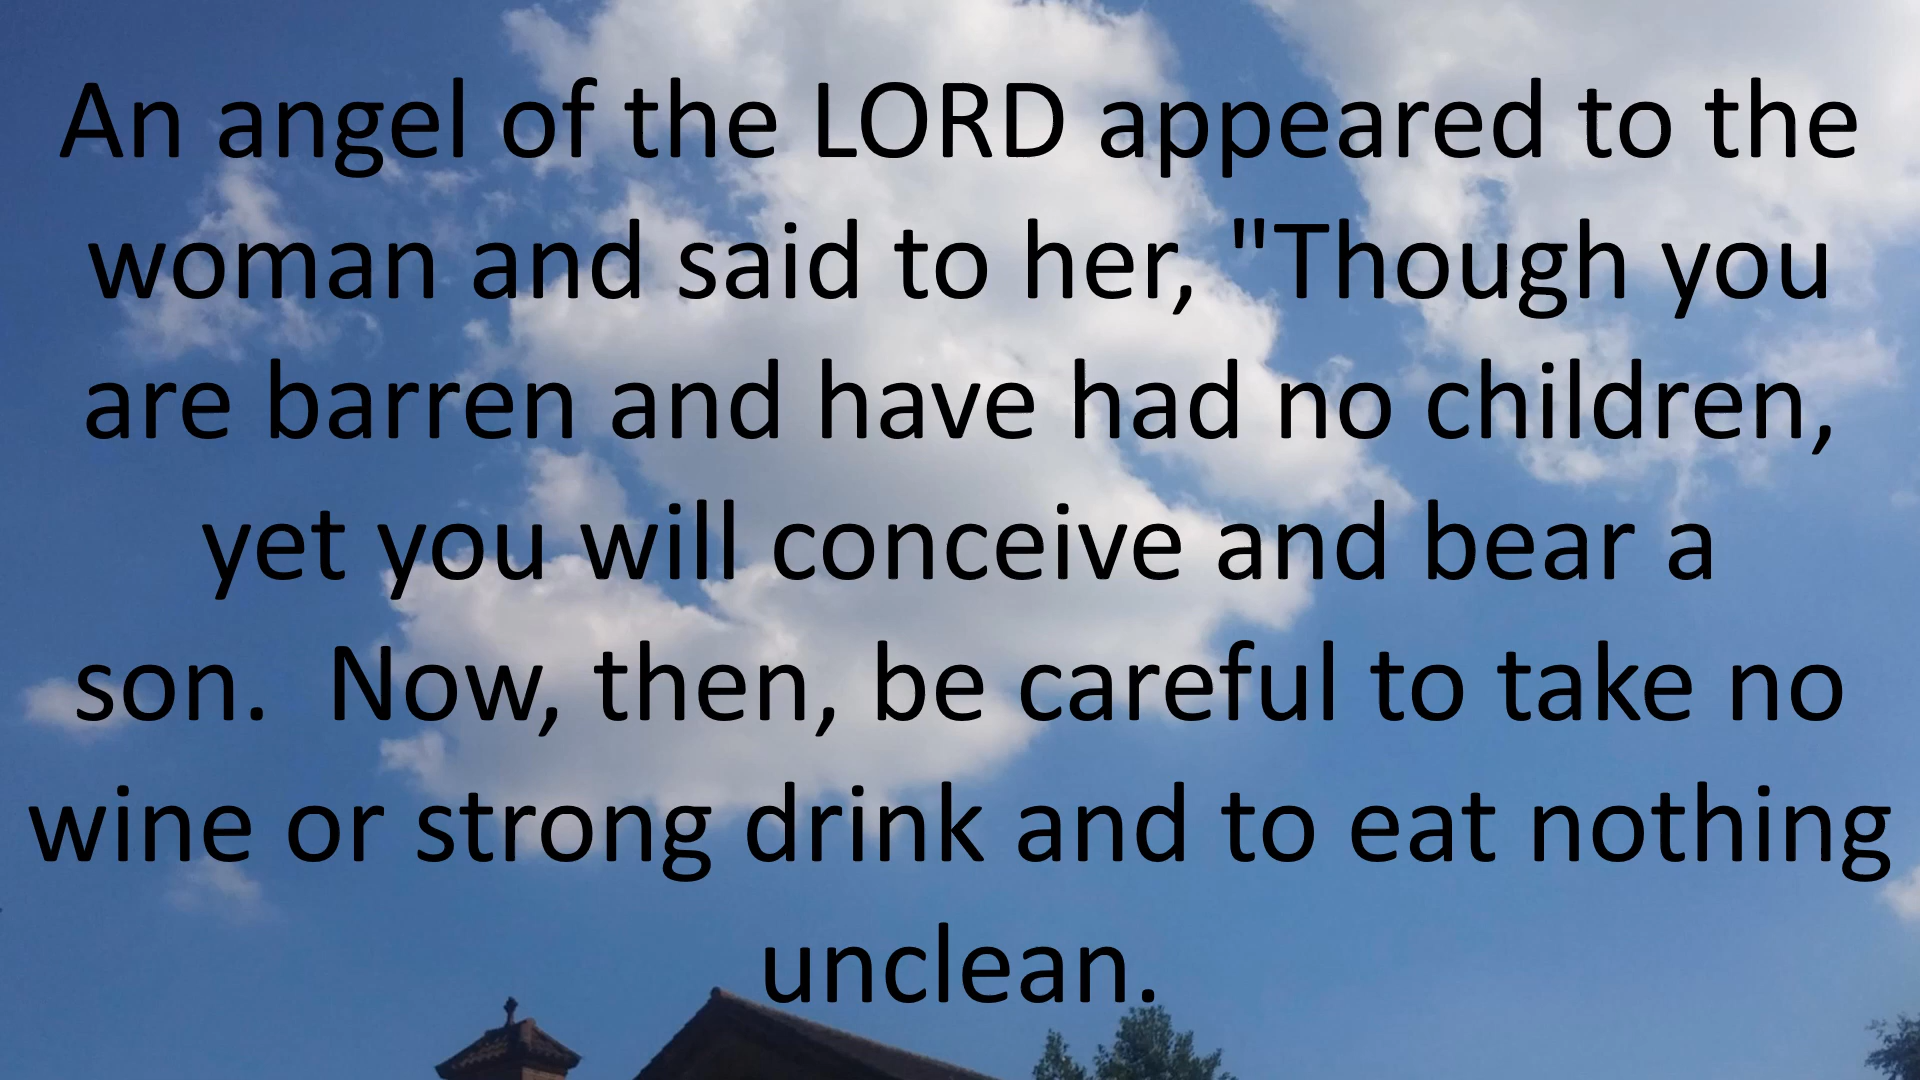 An angel of the LORD appeared to the
woman and said to her, "Though you
are barren and have had no children,
yet you will conceive and bear a
son.  Now, then, be careful to take no
wine or strong drink and to eat nothing
unclean.